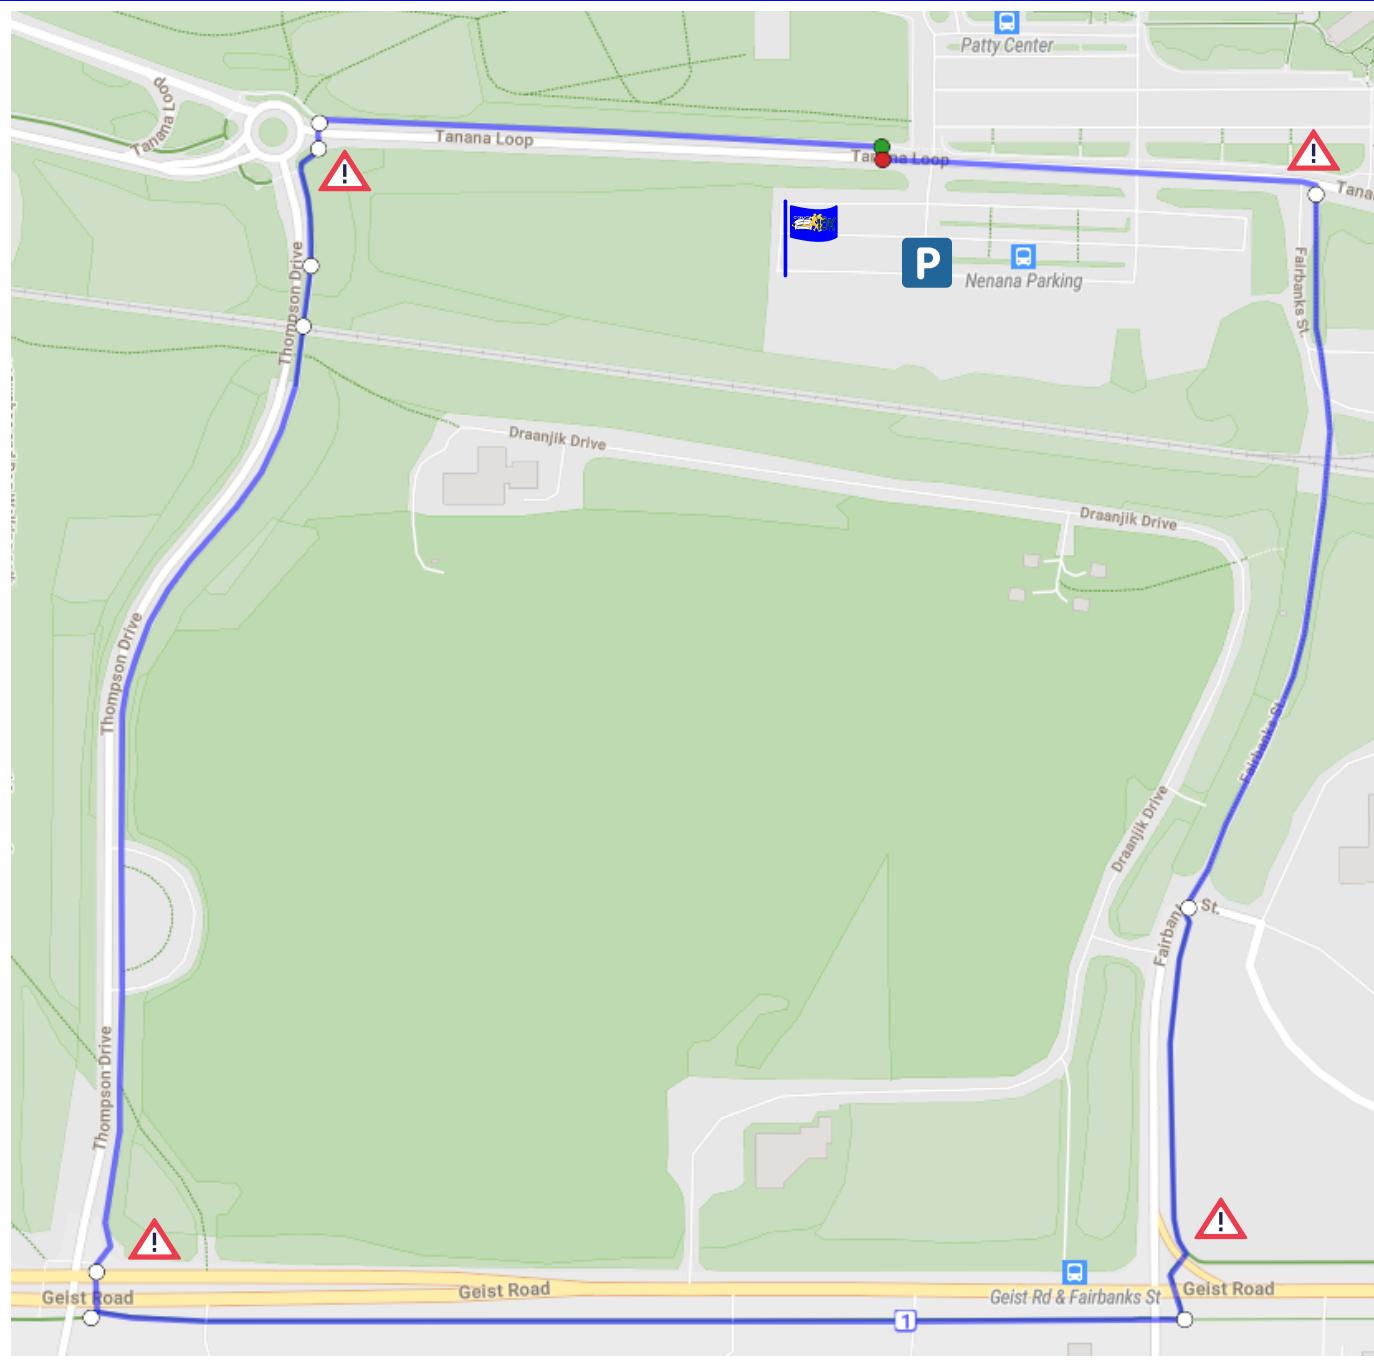 Patty Center
Tanana Loop
Tanana Loop
Tanana Loop
Tana
!
!
P
Nenana Parking
Fairbanks St.
Thompson Drive
Draanjik Drive
Draanjik Drive
Thompson Drive
Fairbanks St.
Draanjik Drive
St.
Thompson Drive
!
!
Geist Road
Geist Road
Geist Road
Geist Rd & Fairbanks St
1